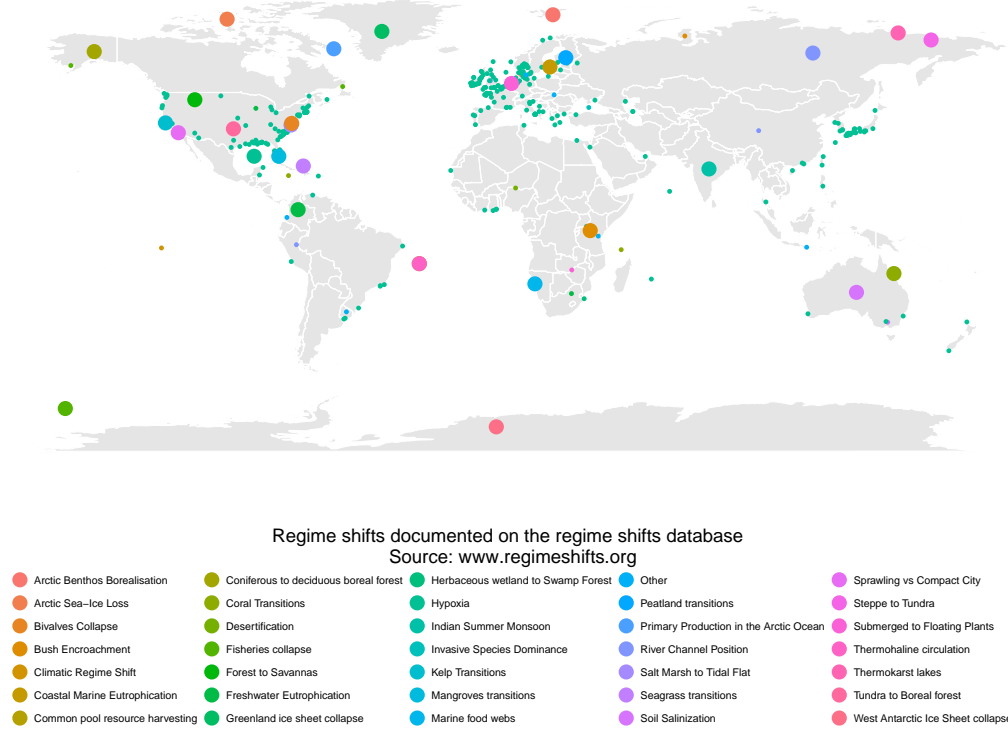 Regime shifts documented on the regime shifts database
Source: www.regimeshifts.org
Arctic Benthos Borealisation
Arctic Sea−Ice Loss
Bivalves Collapse
Bush Encroachment
Climatic Regime Shift
Coastal Marine Eutrophication
Common pool resource harvesting
Coniferous to deciduous boreal forest
Coral Transitions
Desertification
Fisheries collapse
Forest to Savannas
Freshwater Eutrophication
Greenland ice sheet collapse
Herbaceous wetland to Swamp Forest
Hypoxia
Indian Summer Monsoon
Invasive Species Dominance
Kelp Transitions
Mangroves transitions
Marine food webs
Other
Peatland transitions
Primary Production in the Arctic Ocean
River Channel Position
Salt Marsh to Tidal Flat
Seagrass transitions
Soil Salinization
Sprawling vs Compact City
Steppe to Tundra
Submerged to Floating Plants
Thermohaline circulation
Thermokarst lakes
Tundra to Boreal forest
West Antarctic Ice Sheet collapse